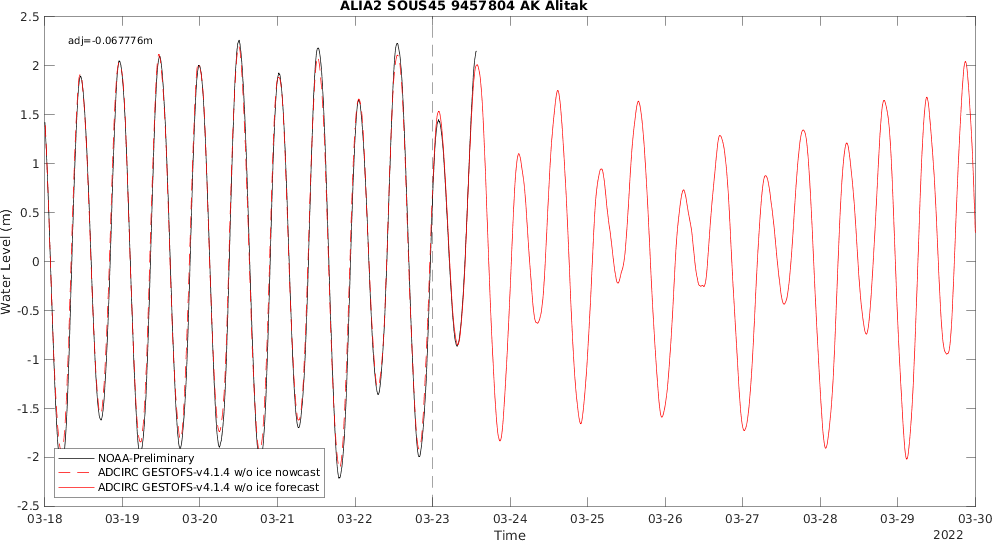 ALIA2 SOUS45 9457804 AK Alitak
adj=-0.067776m
Water Level (m)
2.5
2
1.5
1
0.5
0
-0.5
-1
-1.5
-2
-2.5
NOAA-Preliminary
ADCIRC GESTOFS-v4.1.4 w/o ice nowcast
ADCIRC GESTOFS-v4.1.4 w/o ice forecast
03-18 03-19 03-20 03-21 03-22 03-23 03-24 03-25 03-26 03-27 03-28 03-29 03-30
Time
2022